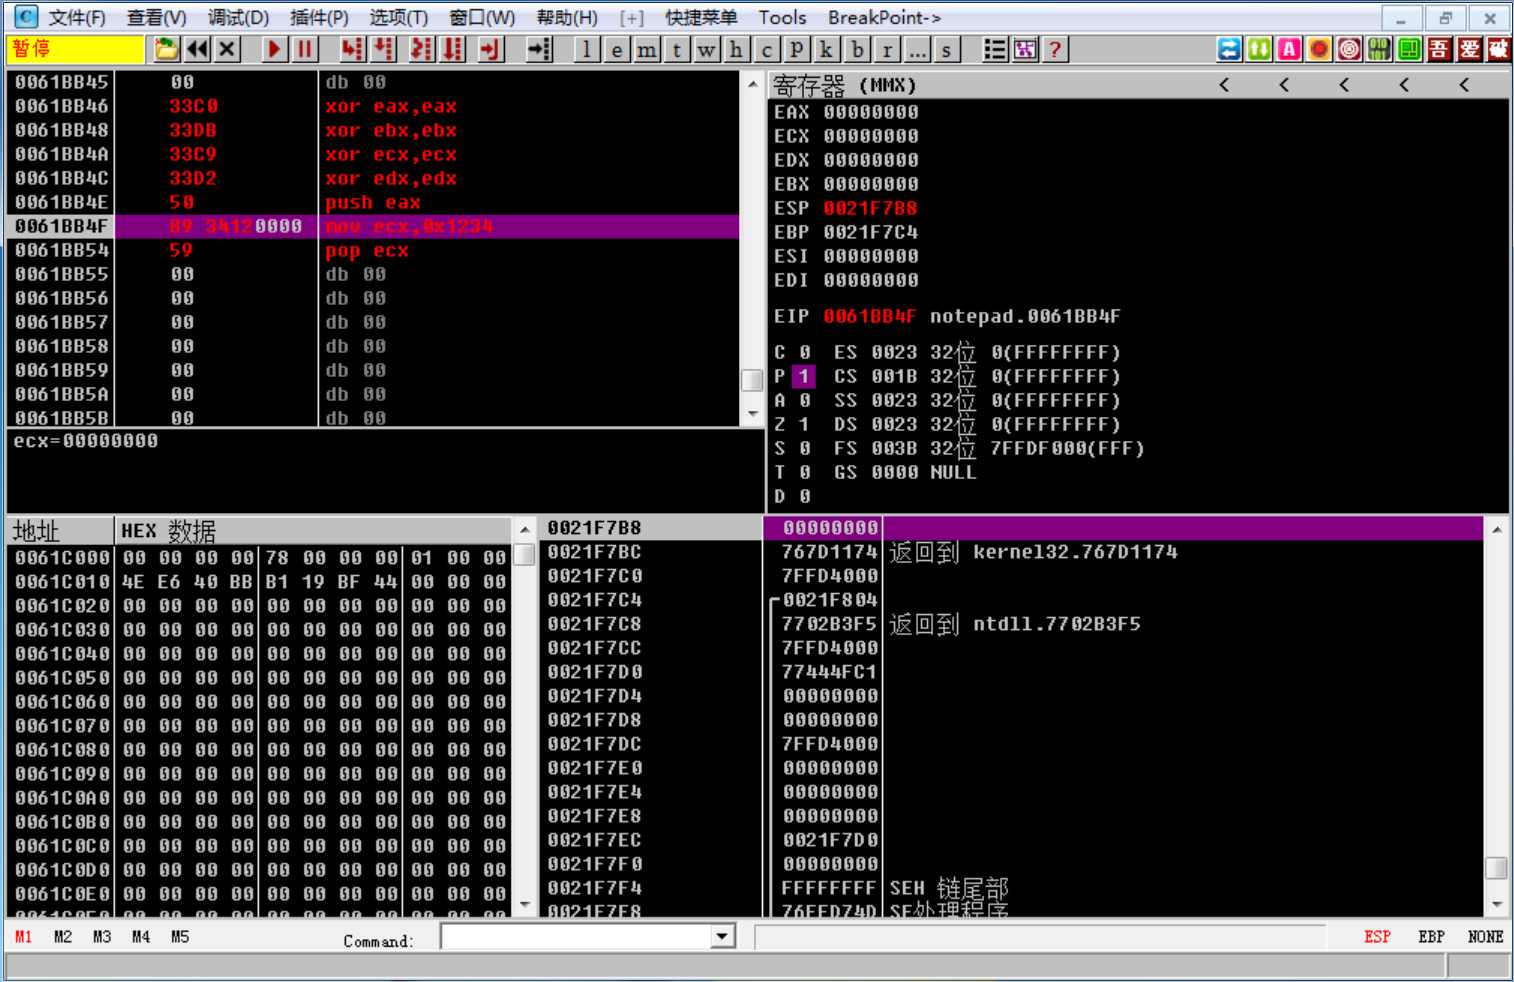 文件(F) 查看(V) 调试(D) 插件(P) 选项(T) 窗口(W) 帮助(H) [+] 快捷菜单 Tools BreakPoint->
暂停 l e m t w h c P k b r ... s ? 吾 爱 破
0061BB45 00 db 00
0061BB46 33C0 xor eax,eax
0061BB48 33DB xor ebx,ebx
0061BB4A 33C9 xor ecx,ecx
0061BB4C 33D2 xor edx,edx
0061BB4E 50 push eax
0061BB4F B9 34120000 mov ecx,0x1234
0061BB54 59 pop ecx
0061BB55 00 db 00
0061BB56 00 db 00
0061BB57 00 db 00
0061BB58 00 db 00
0061BB59 00 db 00
0061BB5A 00 db 00
0061BB5B 00 db 00
ecx=00000000
寄存器 (MMX) < < < < <
EAX 00000000
ECX 00000000
EDX 00000000
EBX 00000000
ESP 0021F7B8
EBP 0021F7C4
ESI 00000000
EDI 00000000
EIP 0061BB4F notepad.0061BB4F
C 0 ES 0023 32位 0(FFFFFFFF)
P 1 CS 001B 32位 0(FFFFFFFF)
A 0 SS 0023 32位 0(FFFFFFFF)
Z 1 DS 0023 32位 0(FFFFFFFF)
S 0 FS 003B 32位 7FFDF000(FFF)
T 0 GS 0000 NULL
D 0
地址 HEX 数据
0061C000 00 00 00 00 78 00 00 00 01 00 00
0061C010 4E E6 40 BB B1 19 BF 44 00 00 00
0061C020 00 00 00 00 00 00 00 00 00 00 00
0061C030 00 00 00 00 00 00 00 00 00 00 00
0061C040 00 00 00 00 00 00 00 00 00 00 00
0061C050 00 00 00 00 00 00 00 00 00 00 00
0061C060 00 00 00 00 00 00 00 00 00 00 00
0061C070 00 00 00 00 00 00 00 00 00 00 00
0061C080 00 00 00 00 00 00 00 00 00 00 00
0061C090 00 00 00 00 00 00 00 00 00 00 00
0061C0A0 00 00 00 00 00 00 00 00 00 00 00
0061C0B0 00 00 00 00 00 00 00 00 00 00 00
0061C0C0 00 00 00 00 00 00 00 00 00 00 00
0061C0D0 00 00 00 00 00 00 00 00 00 00 00
0061C0E0 00 00 00 00 00 00 00 00 00 00 00
0061C0F0 00 00 00 00 00 00 00 00 00 00 00
0021F7B8 00000000
0021F7BC 767D1174 返回到 kernel32.767D1174
0021F7C0 7FFD4000
0021F7C4 0021F804
0021F7C8 7702B3F5 返回到 ntdll.7702B3F5
0021F7CC 7FFD4000
0021F7D0 77444FC1
0021F7D4 00000000
0021F7D8 00000000
0021F7DC 7FFD4000
0021F7E0 00000000
0021F7E4 00000000
0021F7E8 00000000
0021F7EC 0021F7D0
0021F7F0 00000000
0021F7F4 FFFFFFFF SEH 链尾部
0021F7F8 76FFD74D SE处理程序
M1 M2 M3 M4 M5 Command: ESP EBP NONE